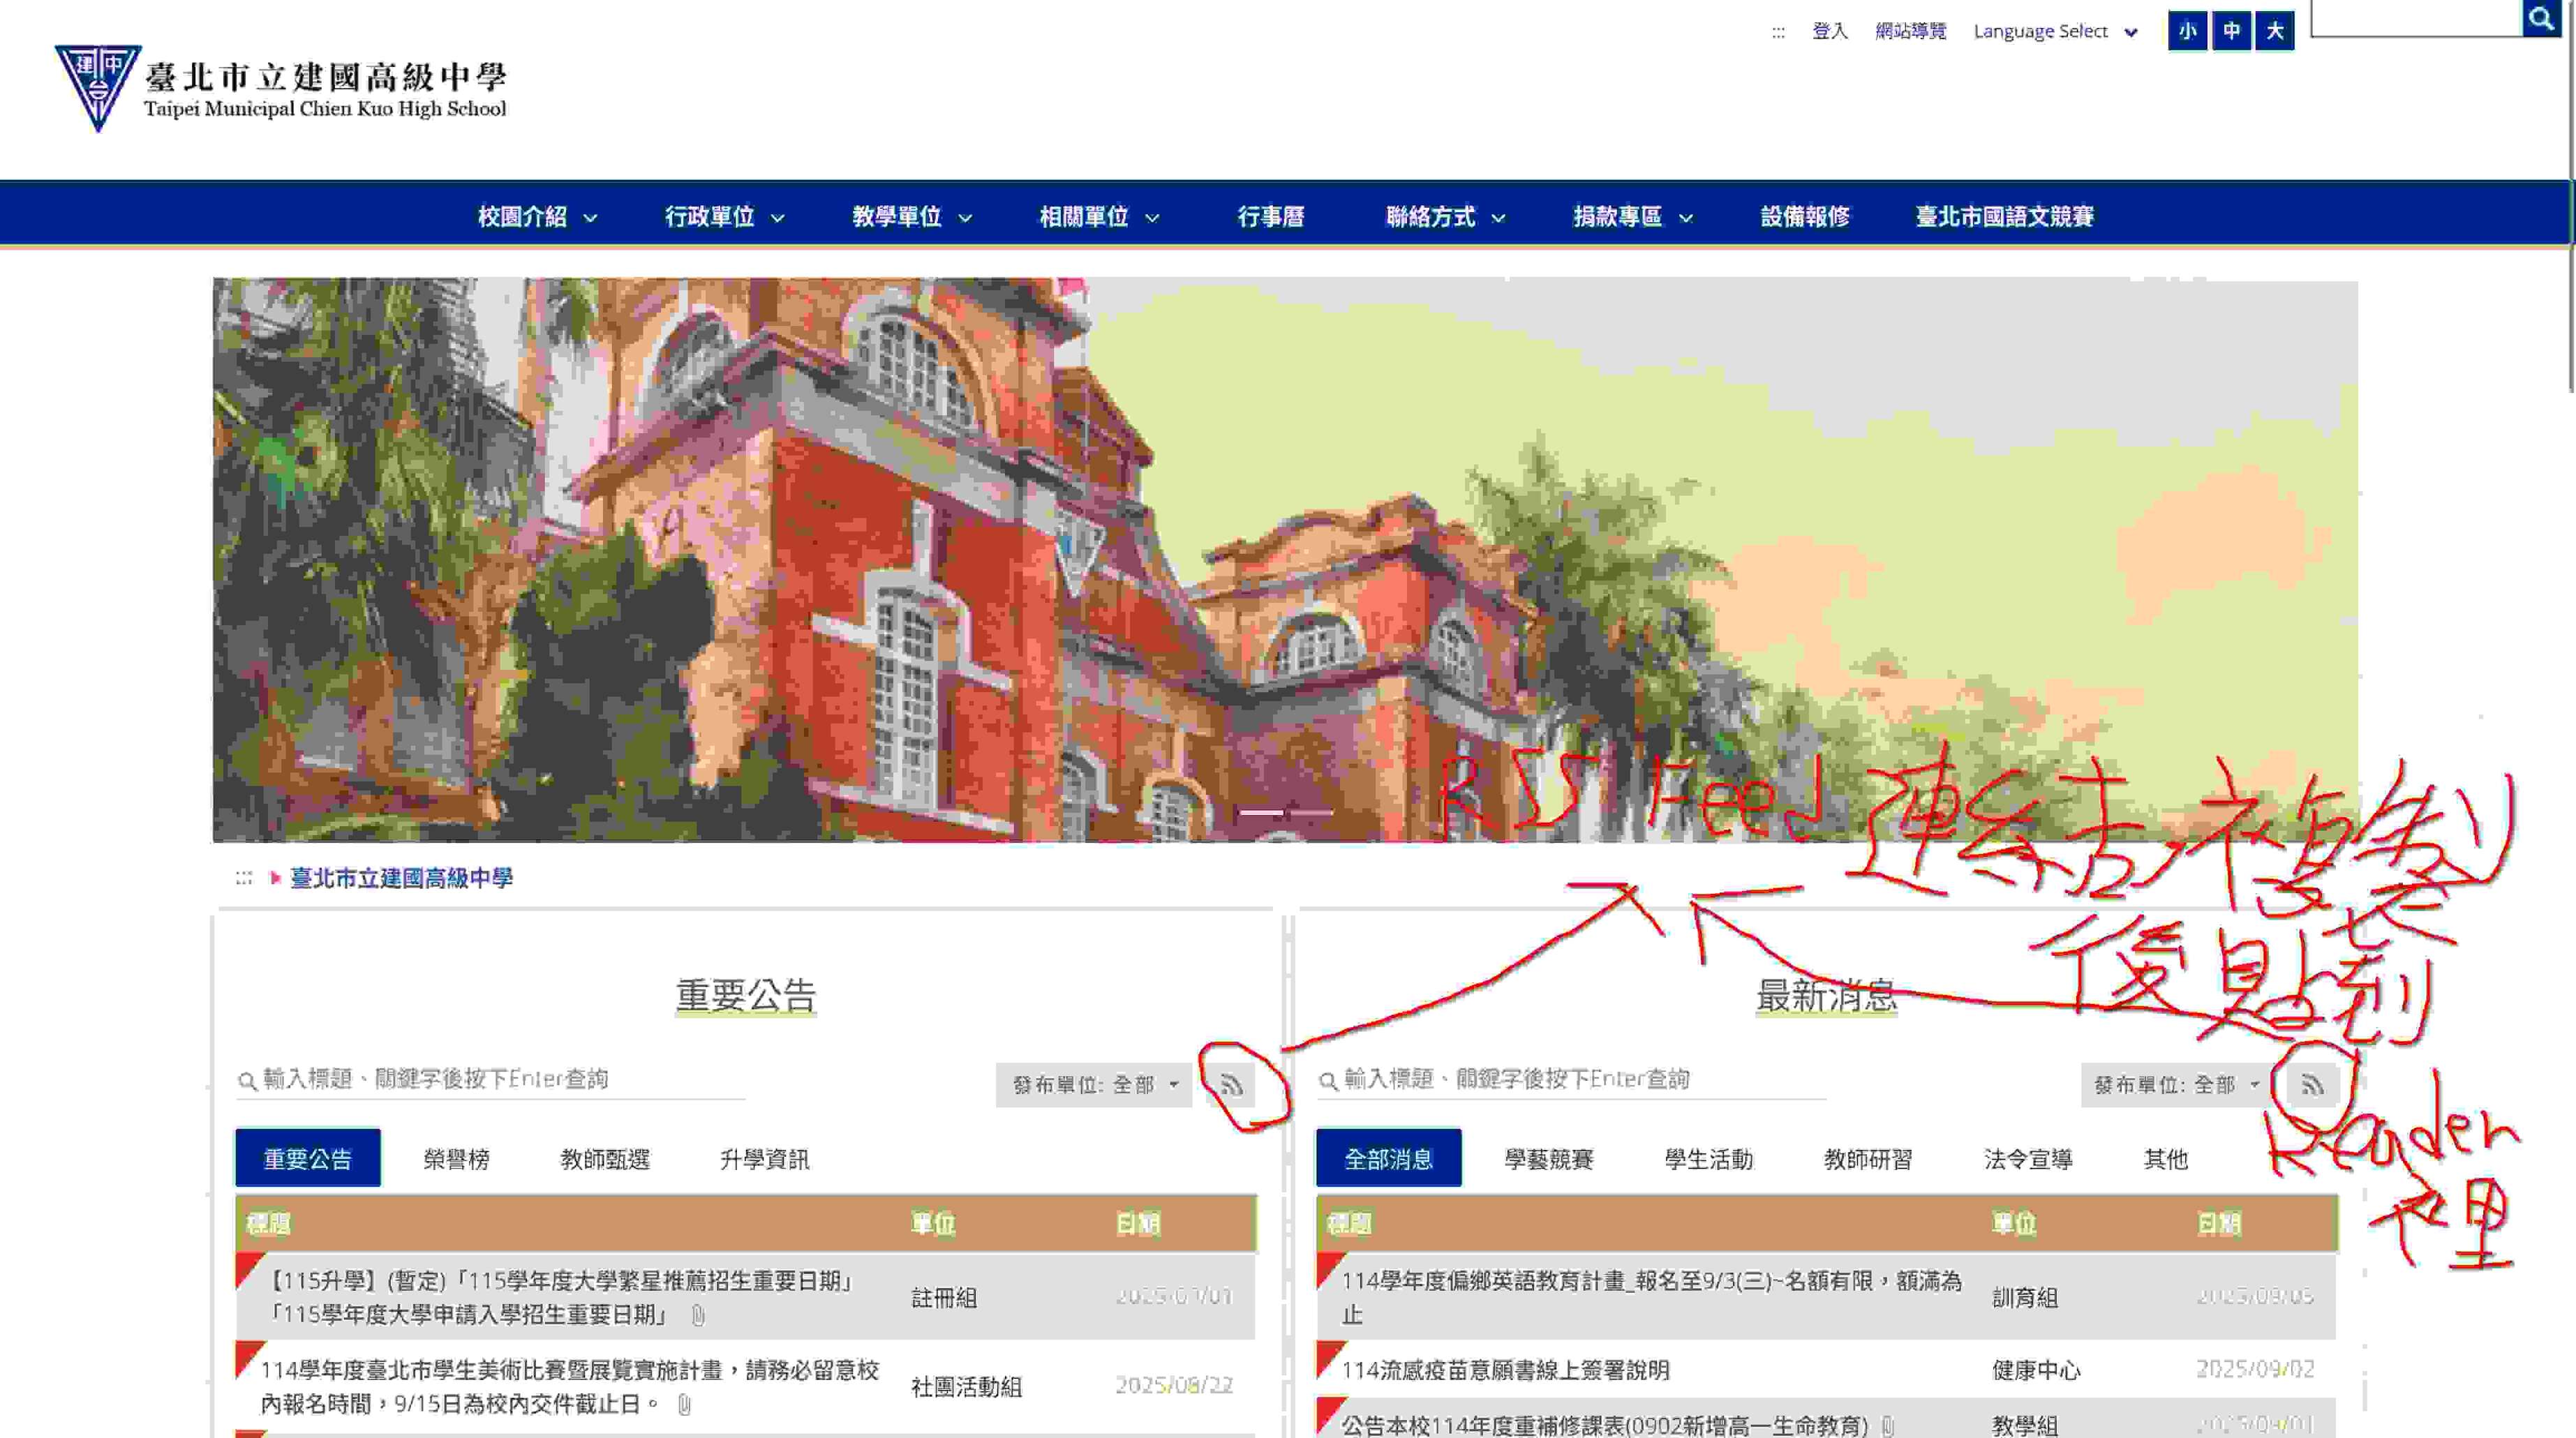 ::: 登入 網站導覽 Language Select 小 中 大
建中
臺北市立建國高級中學
Taipei Municipal Chien Kuo High School
校園介紹 行政單位 教學單位 相關單位 行事曆 聯絡方式 捐款專區 設備報修 臺北市國語文競賽
RSS Feed 連結複製
後貼到
Reader
裡
::: 臺北市立建國高級中學
重要公告
輸入標題、關鍵字後按下Enter查詢 發布單位: 全部
重要公告 榮譽榜 教師甄選 升學資訊
標題 單位 日期
【115升學】(暫定)「115學年度大學繁星推薦招生重要日期」
「115學年度大學申請入學招生重要日期」 註冊組
114學年度臺北市學生美術比賽暨展覽實施計畫，請務必留意校
內報名時間，9/15日為校內交件截止日。 社團活動組 2025/08/22
最新消息
輸入標題、關鍵字後按下Enter查詢 發布單位: 全部
全部消息 學藝競賽 學生活動 教師研習 法令宣導 其他
標題 單位 日期
114學年度偏鄉英語教育計畫_報名至9/3(三)~名額有限，額滿為
止 訓育組
114流感疫苗意願書線上簽署說明 健康中心 2025/09/02
公告本校114年度重補修課表(0902新增高一生命教育) 教學組